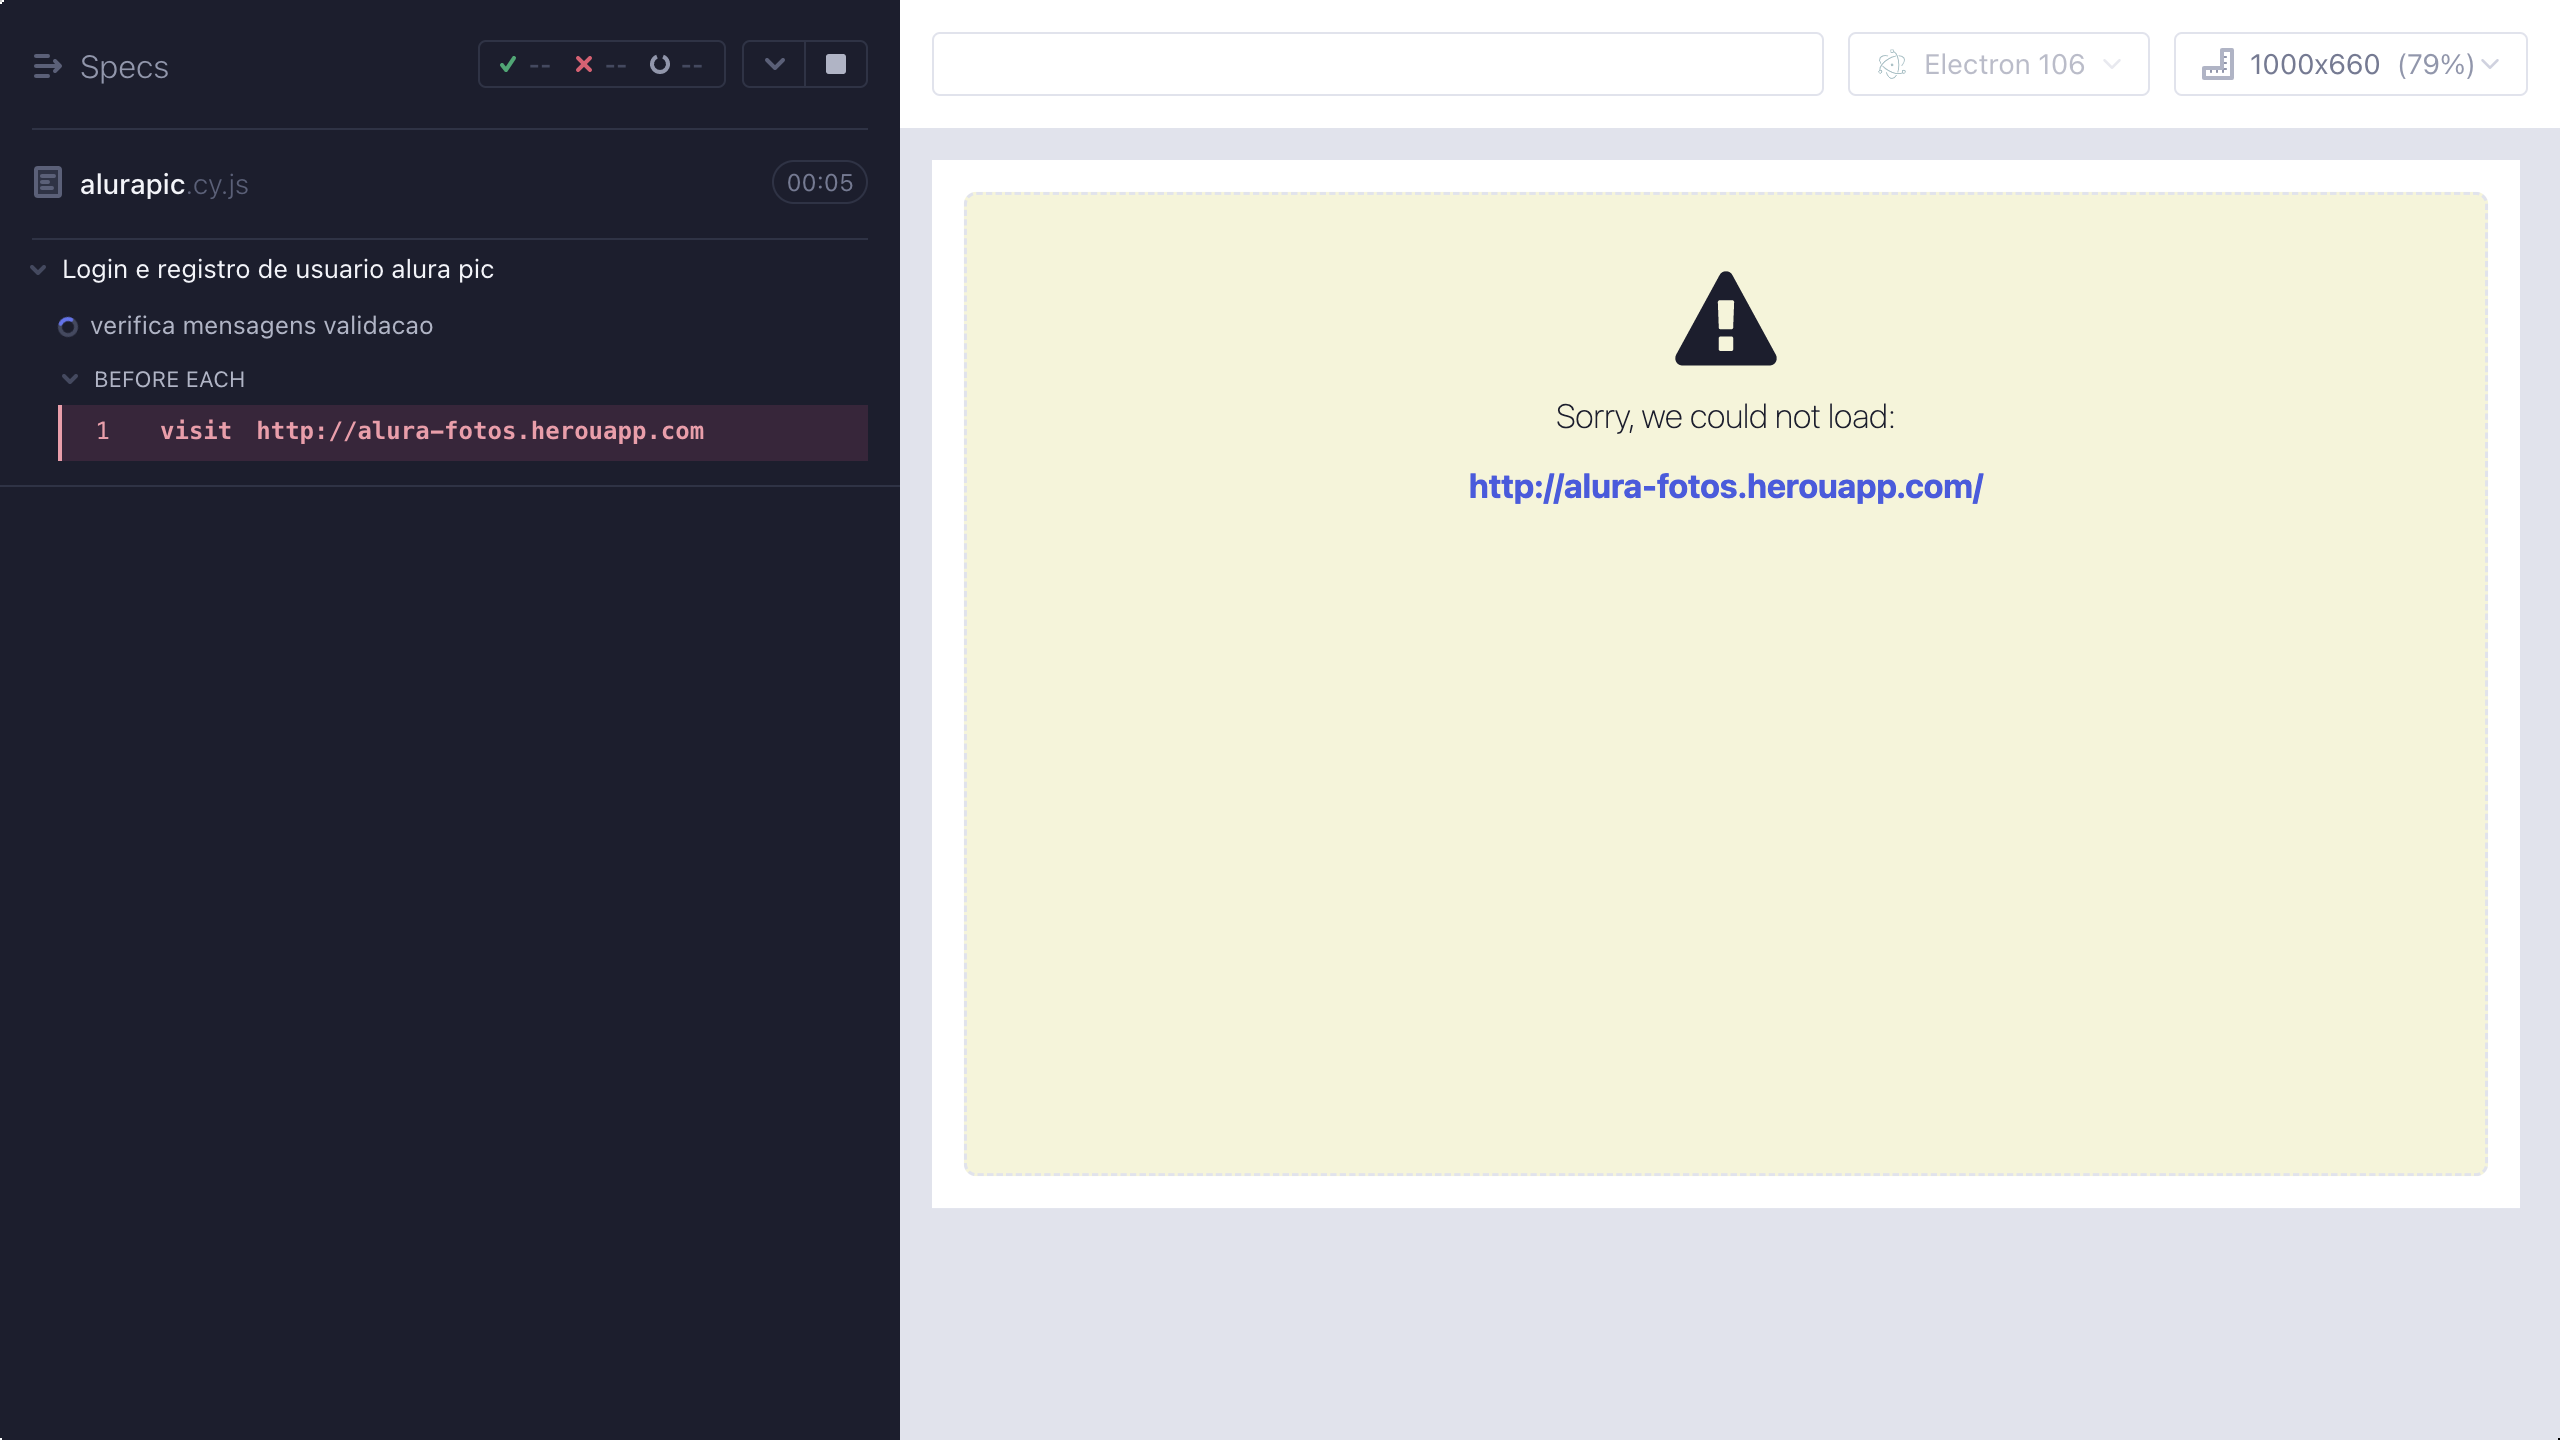 Specs
--
--
--
alurapic.cy.js
00:05
Login e registro de usuario alura pic
verifica mensagens validacao
BEFORE EACH
1 visit http://alura-fotos.herouapp.com
Electron 106
1000x660 (79%)
Sorry, we could not load:
http://alura-fotos.herouapp.com/